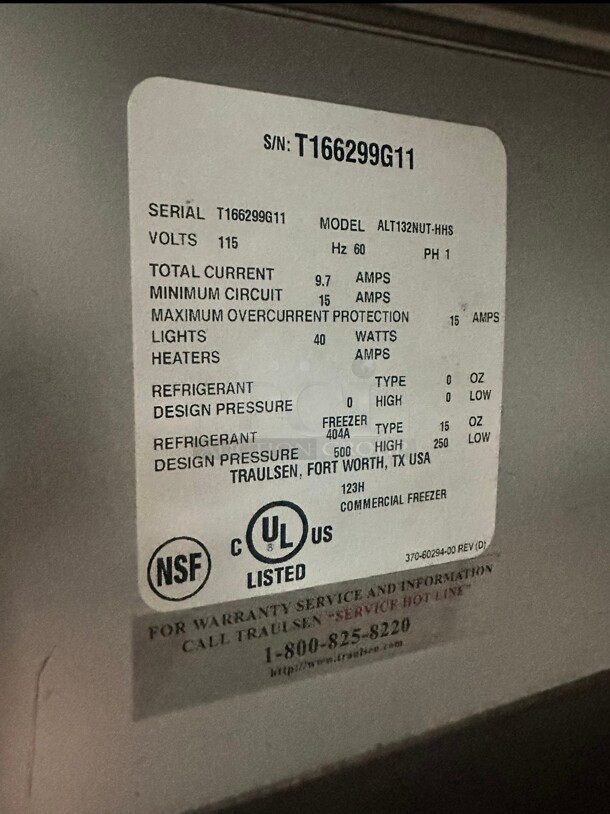 S/N: T166299G11
SERIAL T166299G11 MODEL ALT132NUT-HHS
VOLTS 115 Hz 60 PH 1
TOTAL CURRENT 9.7 AMPS
MINIMUM CIRCUIT 15 AMPS
MAXIMUM OVERCURRENT PROTECTION 15 AMPS
LIGHTS 40 WATTS
HEATERS AMPS
REFRIGERANT TYPE 0 OZ
DESIGN PRESSURE 0 HIGH 0 LOW
FREEZER
REFRIGERANT 404A TYPE 15 OZ
DESIGN PRESSURE 500 HIGH 250 LOW
TRAULSEN, FORT WORTH, TX USA
123H
COMMERCIAL FREEZER
NSF
C UL US
LISTED
370-60294-00 REV (D)
FOR WARRANTY SERVICE AND INFORMATION
CALL TRAULSEN "SERVICE HOT LINE"
1-800-825-8220
http://www.traulsen.com